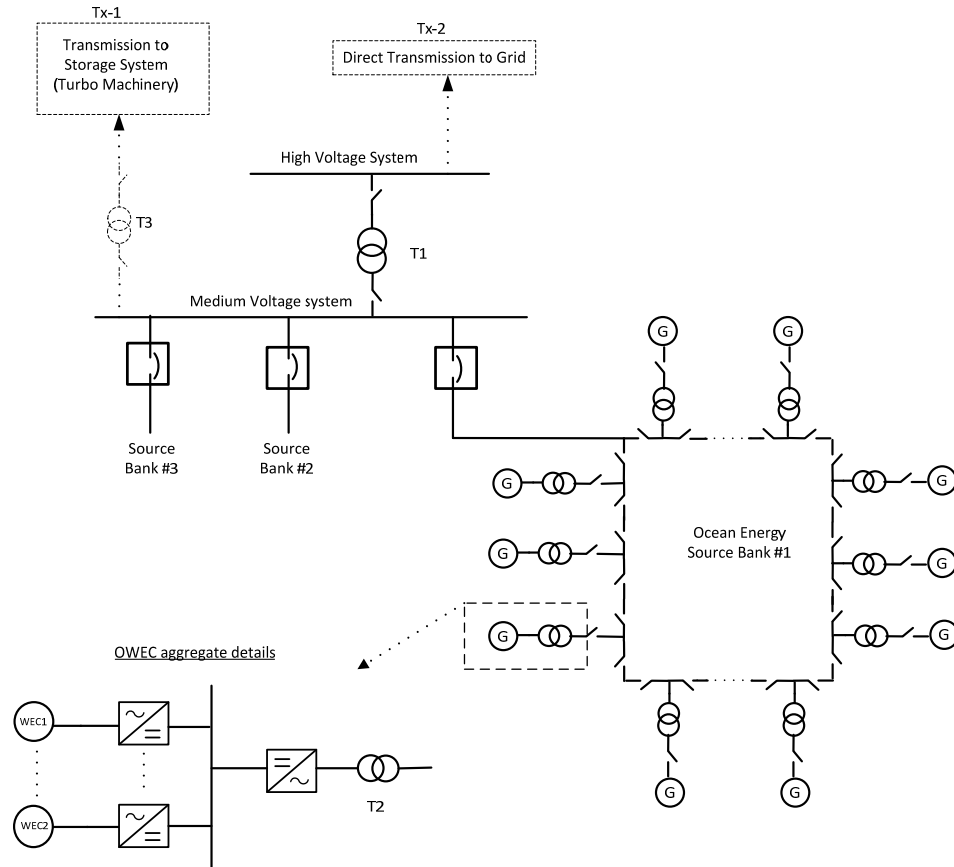 Tx-1
Transmission to
Storage System
(Turbo Machinery)
Tx-2
Direct Transmission to Grid
High Voltage System
T3
T1
Medium Voltage system
Source
Bank #3
Source
Bank #2
G
G
G
G
G
G
G
G
Ocean Energy
Source Bank #1
G
G
OWEC aggregate details
WEC1
WEC2
T2